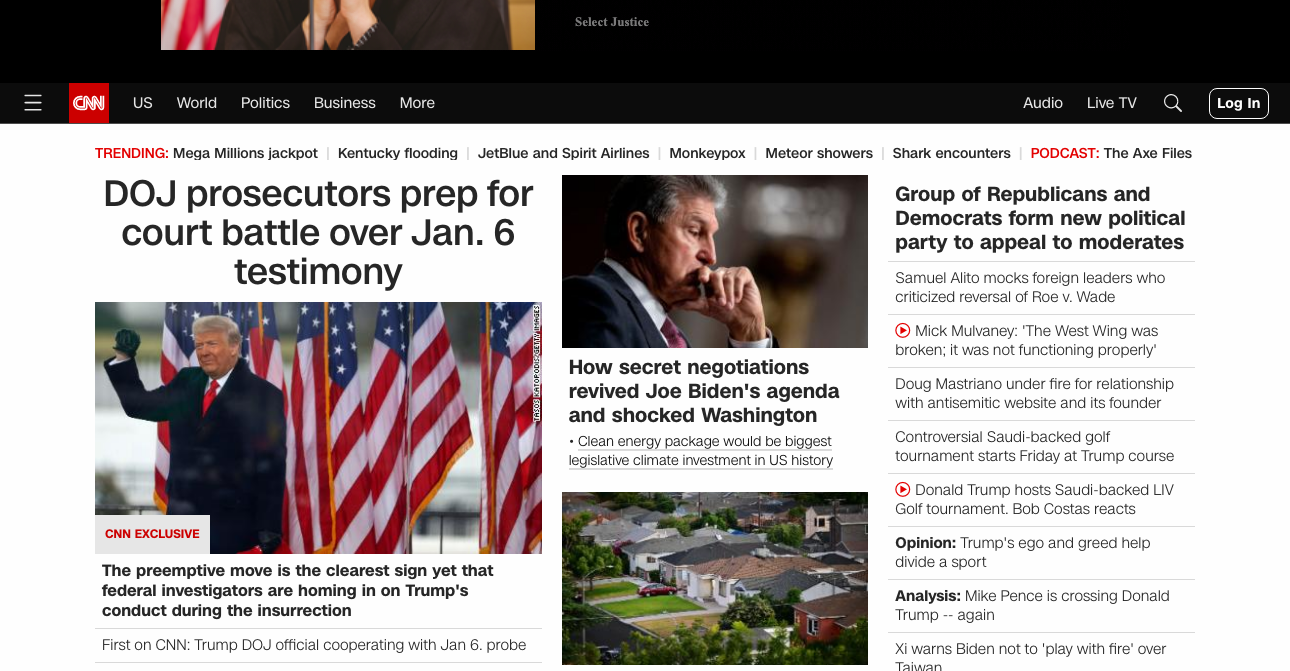 Select Justice
CNN
US
World
Politics
Business
More
Audio
Live TV
Log In
TRENDING: Mega Millions jackpot | Kentucky flooding | JetBlue and Spirit Airlines | Monkeypox | Meteor showers | Shark encounters | PODCAST: The Axe Files
DOJ prosecutors prep for
court battle over Jan. 6
testimony
TASOS KATOPODIS/GETTY IMAGES
CNN EXCLUSIVE
The preemptive move is the clearest sign yet that
federal investigators are homing in on Trump's
conduct during the insurrection
First on CNN: Trump DOJ official cooperating with Jan 6. probe
How secret negotiations
revived Joe Biden's agenda
and shocked Washington
• Clean energy package would be biggest
legislative climate investment in US history
Group of Republicans and
Democrats form new political
party to appeal to moderates
Samuel Alito mocks foreign leaders who
criticized reversal of Roe v. Wade
Mick Mulvaney: 'The West Wing was
broken; it was not functioning properly'
Doug Mastriano under fire for relationship
with antisemitic website and its founder
Controversial Saudi-backed golf
tournament starts Friday at Trump course
Donald Trump hosts Saudi-backed LIV
Golf tournament. Bob Costas reacts
Opinion: Trump's ego and greed help
divide a sport
Analysis: Mike Pence is crossing Donald
Trump -- again
Xi warns Biden not to 'play with fire' over
Taiwan